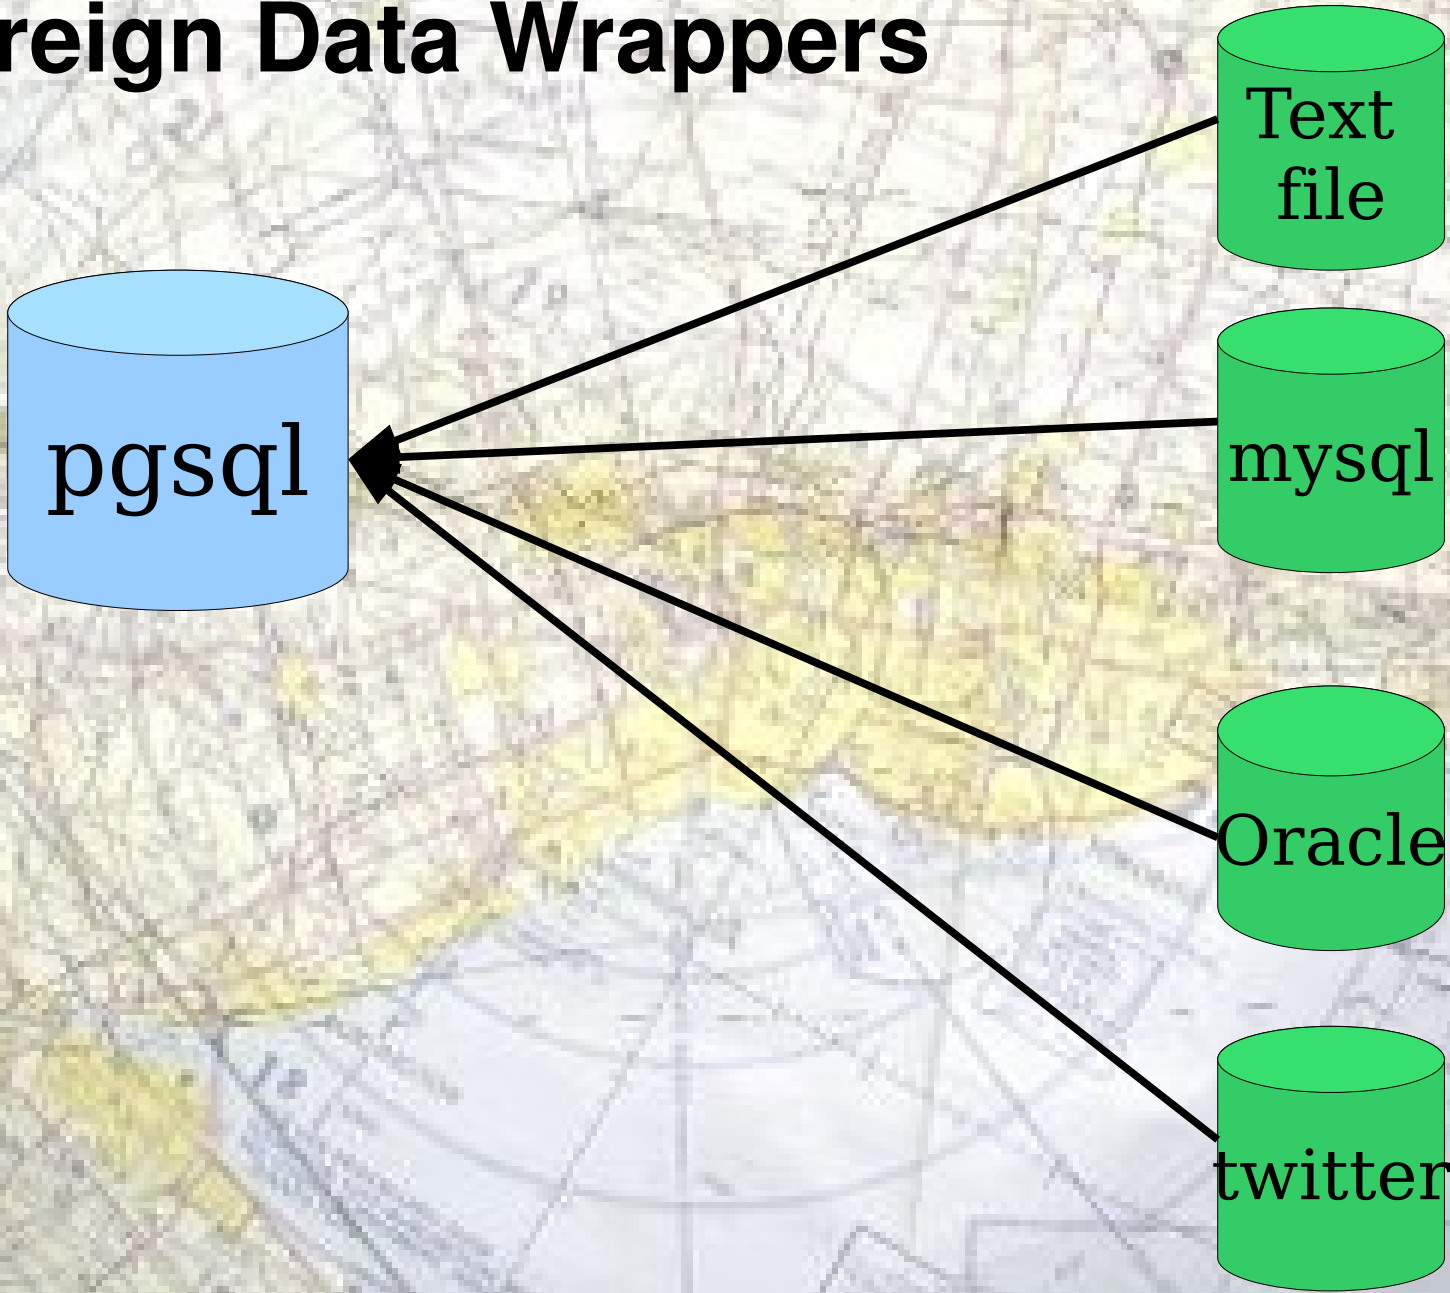 reign Data Wrappers
Text
file
pgsql
mysql
Oracle
twitter